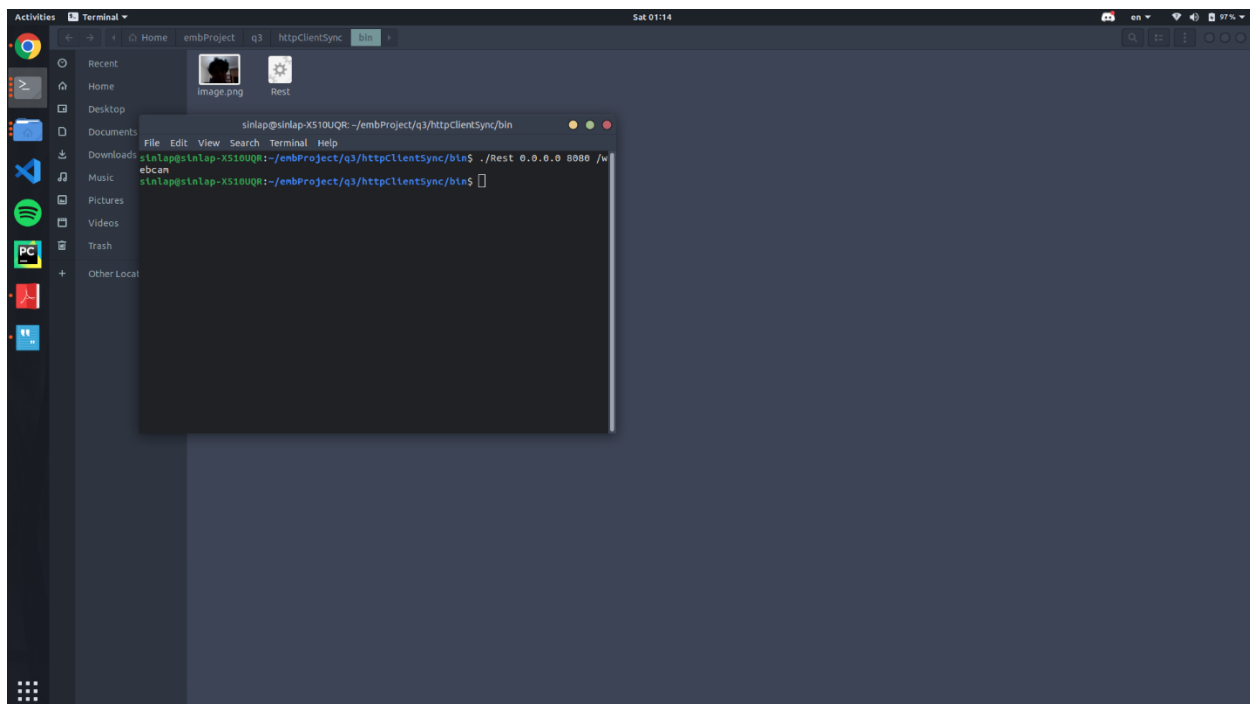 Activities Terminal Sat 01:14 en 97%
Home embProject q3 httpClientSync bin
Recent
Home
Desktop
Documents
Downloads
Music
Pictures
Videos
Trash
+ Other Locat
image.png Rest
sinlap@sinlap-X510UQR: ~/embProject/q3/httpClientSync/bin
File Edit View Search Terminal Help
sinlap@sinlap-X510UQR:~/embProject/q3/httpClientSync/bin$ ./Rest 0.0.0.0 8080 /w
ebcam
sinlap@sinlap-X510UQR:~/embProject/q3/httpClientSync/bin$
PC